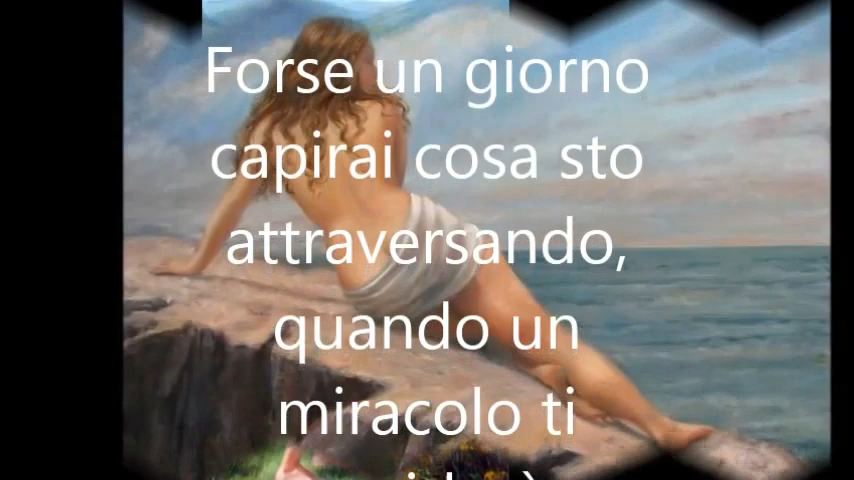 Forse un giorno
capirai cosa sto
attraversando,
quando un
miracolo ti